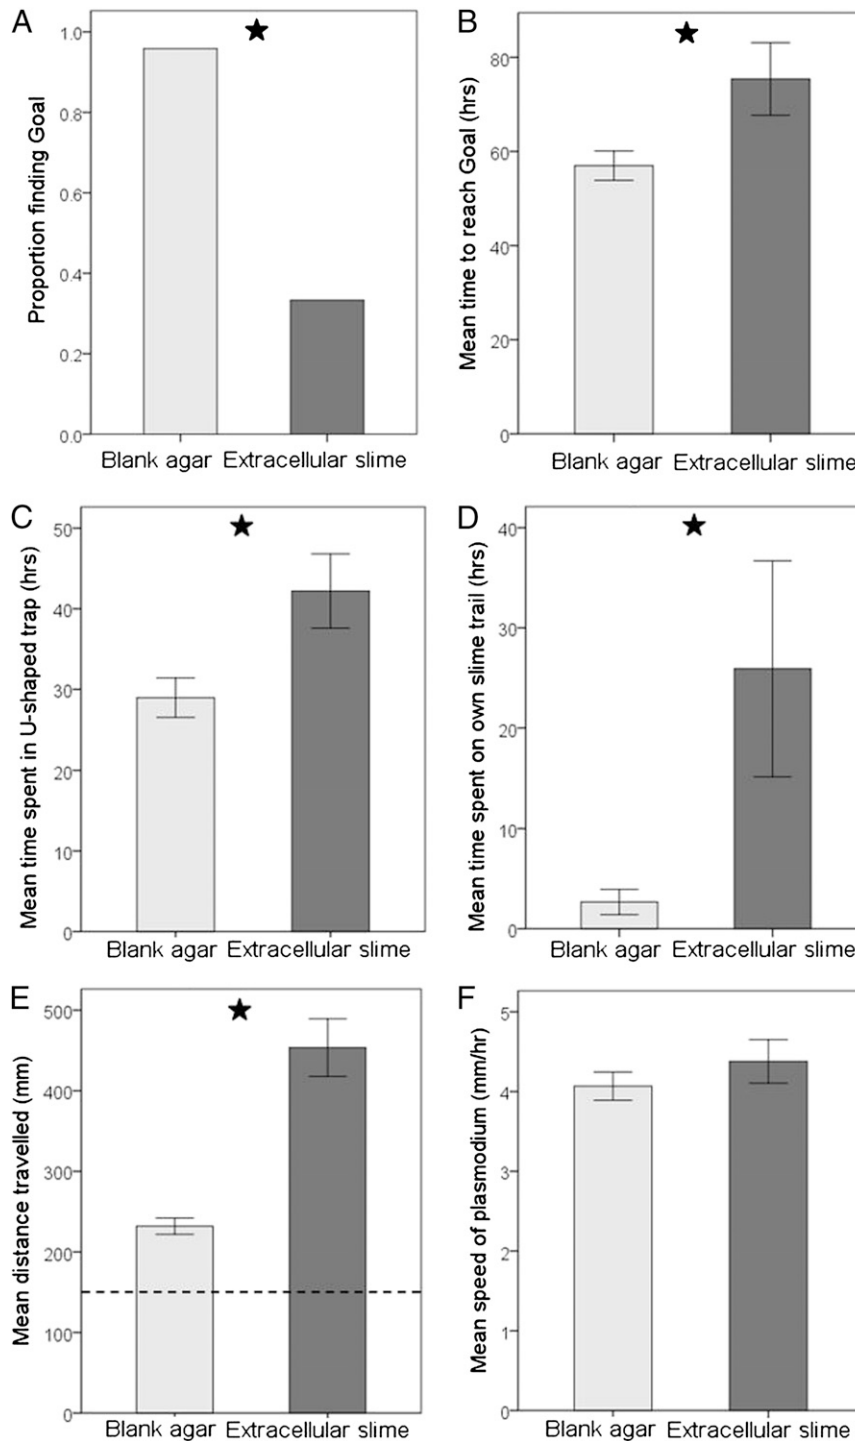 A
Proportion finding Goal
1.0
0.8
0.6
0.4
0.2
0.0
Blank agar Extracellular slime
B
Mean time to reach Goal (hrs)
80
60
40
20
0
Blank agar Extracellular slime
C
Mean time spent in U-shaped trap (hrs)
50
40
30
20
10
0
Blank agar Extracellular slime
D
Mean time spent on own slime trail (hrs)
40
30
20
10
0
Blank agar Extracellular slime
E
Mean distance travelled (mm)
500
400
300
200
100
0
Blank agar Extracellular slime
F
Mean speed of plasmodium (mm/hr)
5
4
3
2
1
0
Blank agar Extracellular slime